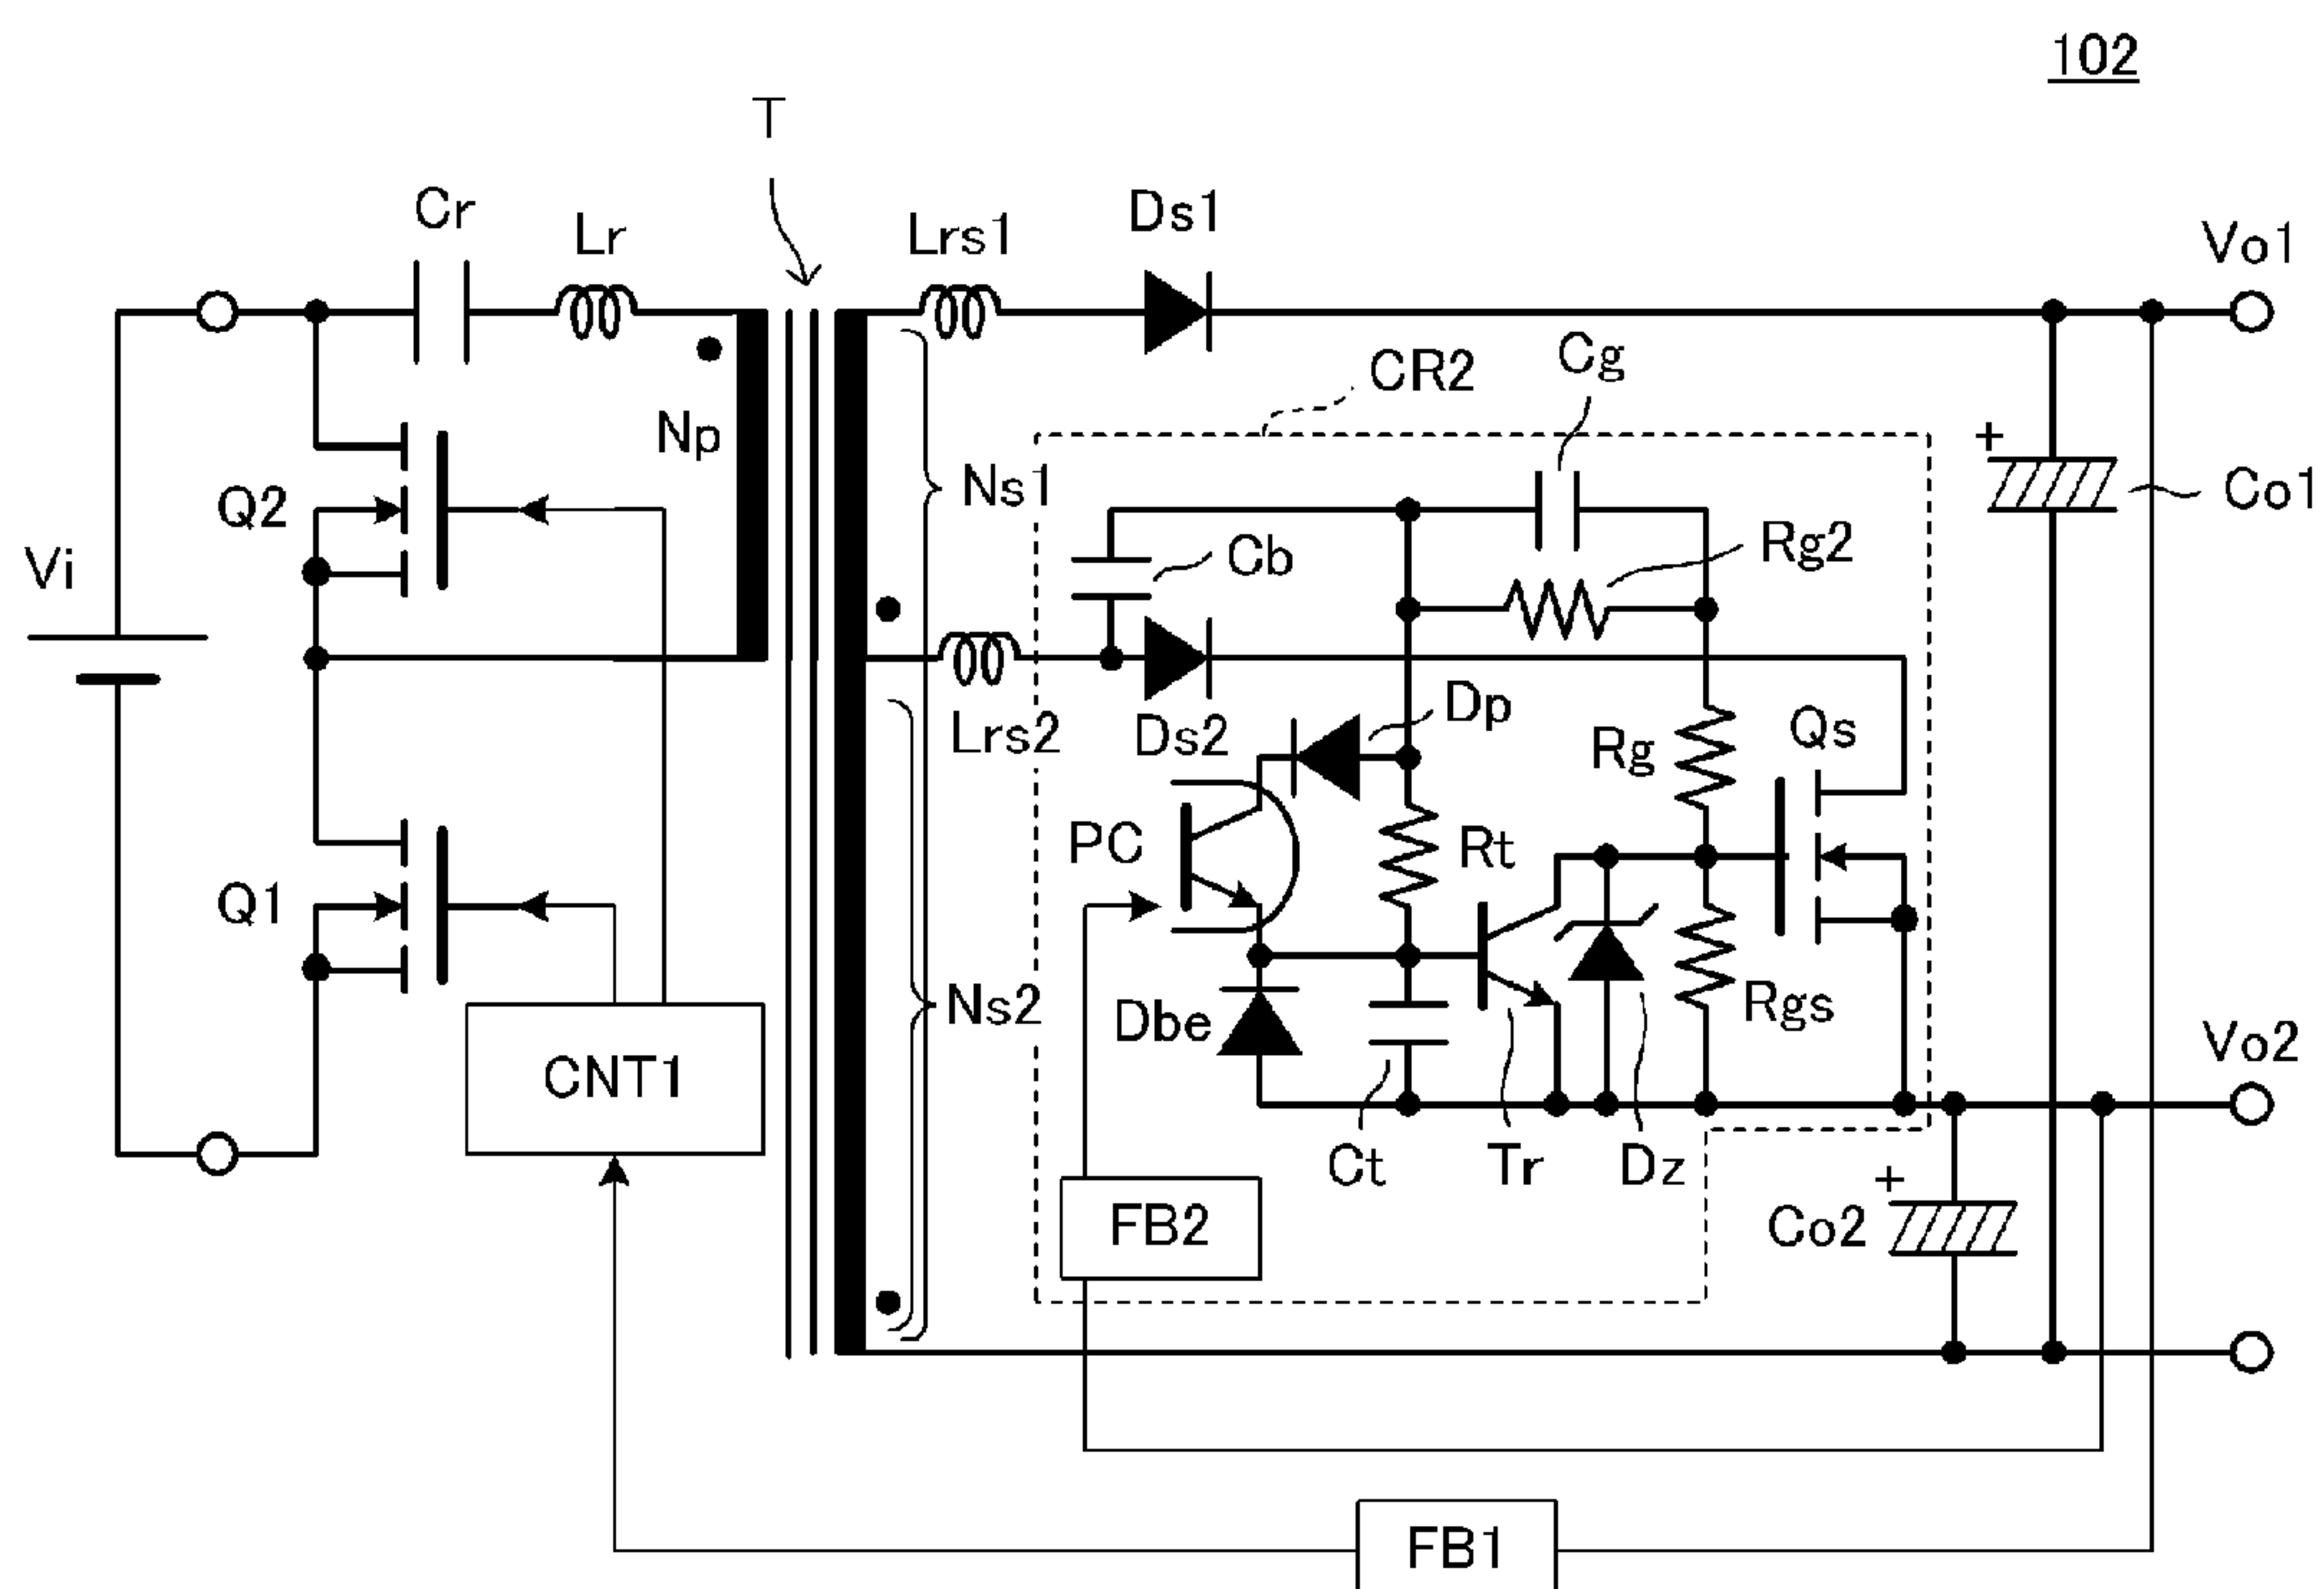 102
T
Cr
Lr
Lrs1
Ds1
Vo1
CR2
Cg
Np
Ns1
Co1
Q2
Cb
Rg2
Vi
Lrs2
Ds2
Dp
Rg
Qs
PC
Rt
Q1
Ns2
Dbe
Rgs
Vo2
CNT1
Ct
Tr
Dz
FB2
Co2
FB1
+
+